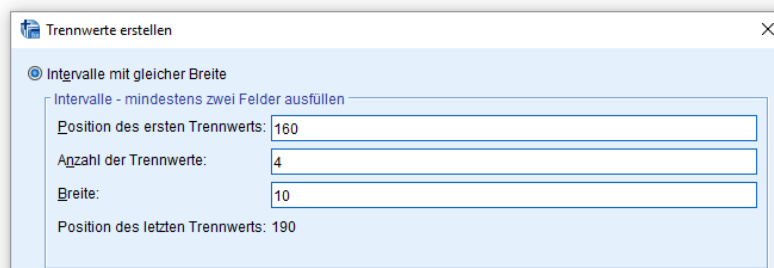 Trennwerte erstellen
Intervalle mit gleicher Breite
Intervalle - mindestens zwei Felder ausfüllen
Position des ersten Trennwerts: 160
Anzahl der Trennwerte: 4
Breite: 10
Position des letzten Trennwerts: 190